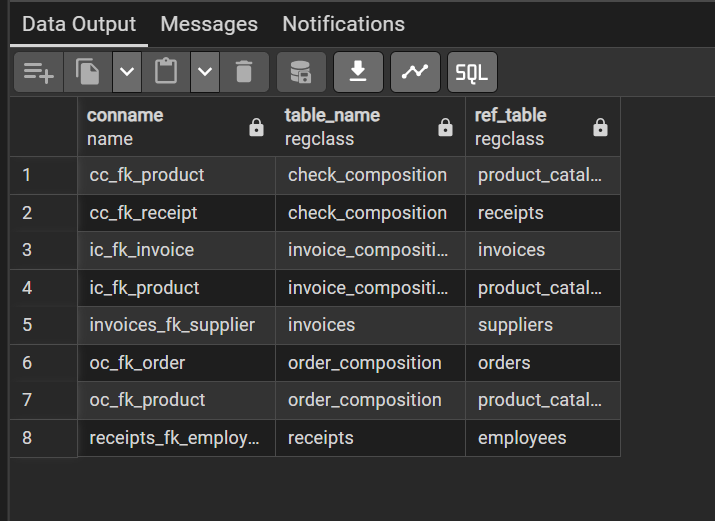 Data Output Messages Notifications
SQL
conname table_name ref_table
name regclass regclass
1 cc_fk_product check_composition product_catal...
2 cc_fk_receipt check_composition receipts
3 ic_fk_invoice invoice_compositi... invoices
4 ic_fk_product invoice_compositi... product_catal...
5 invoices_fk_supplier invoices suppliers
6 oc_fk_order order_composition orders
7 oc_fk_product order_composition product_catal...
8 receipts_fk_employ... receipts employees